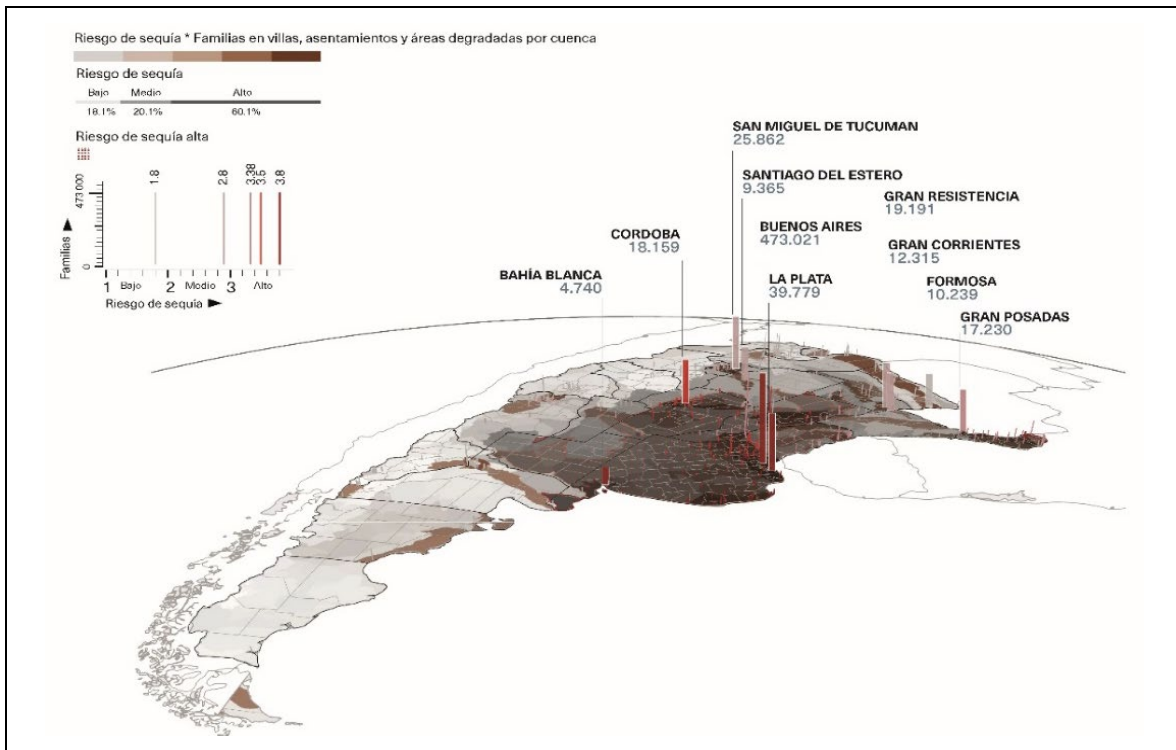 Riesgo de sequía * Familias en villas, asentamientos y áreas degradadas por cuenca
Riesgo de sequía
Bajo Medio Alto
18.1% 20.1% 60.1%
Riesgo de sequía alta
473 000
0
Familias
1.8
2.8
3.38
3.5
3.8
1 Bajo 2 Medio 3 Alto
Riesgo de sequia
SAN MIGUEL DE TUCUMAN
25.862
SANTIAGO DEL ESTERO
9.365
GRAN RESISTENCIA
19.191
CORDOBA
18.159
BUENOS AIRES
473.021
GRAN CORRIENTES
12.315
BAHÍA BLANCA
4.740
LA PLATA
39.779
FORMOSA
10.239
GRAN POSADAS
17.230